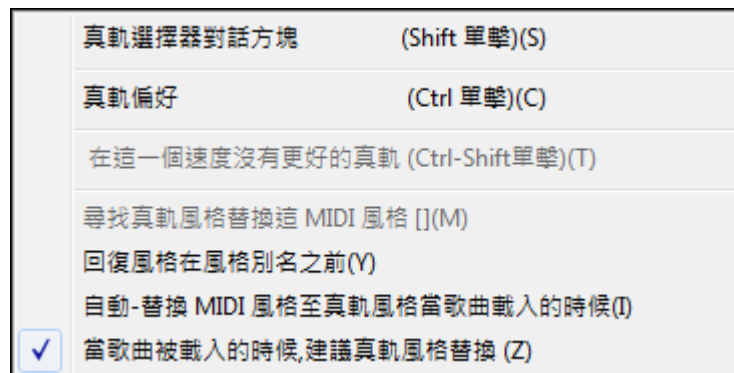 真軌選擇器對話方塊 (Shift 單擊)(S)
真軌偏好 (Ctrl 單擊)(C)
在這一個速度沒有更好的真軌 (Ctrl-Shift單擊)(T)
尋找真軌風格替換這 MIDI 風格 [](M)
回復風格在風格別名之前(Y)
自動-替換 MIDI 風格至真軌風格當歌曲載入的時候(I)
當歌曲被載入的時候,建議真軌風格替換 (Z)